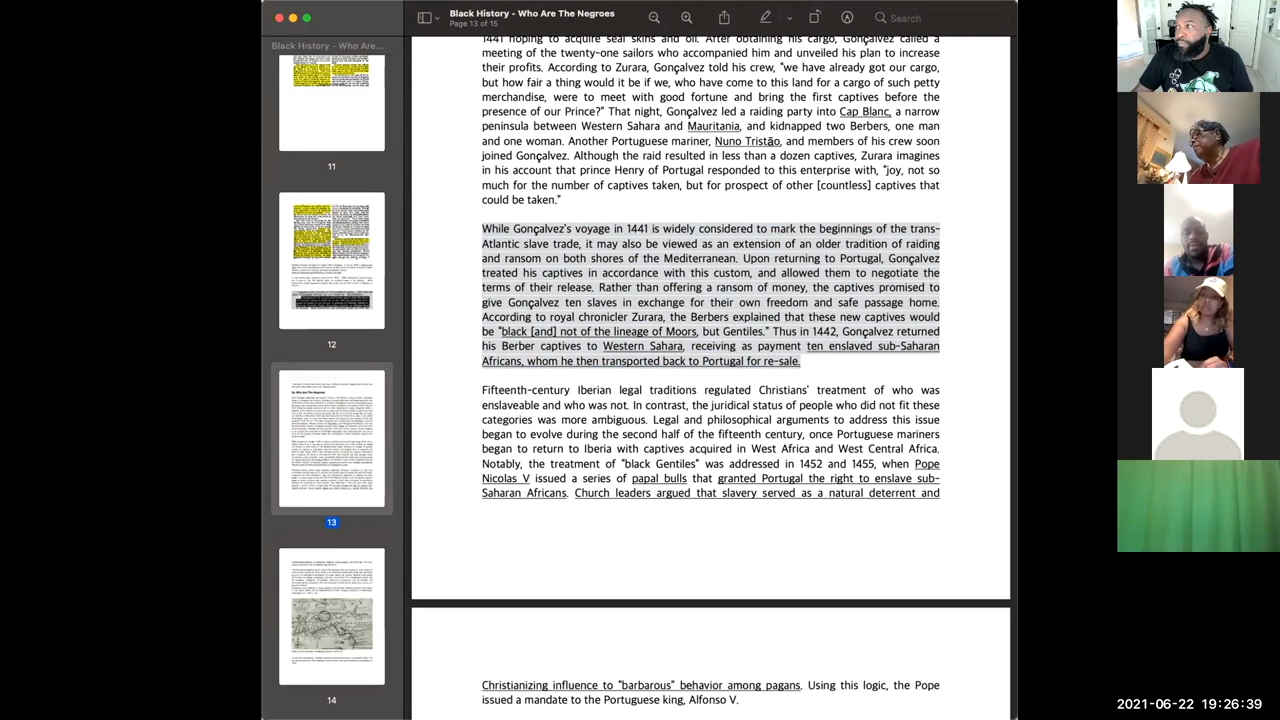 Black History - Who Are The Negroes
Page 13 of 15
Search
Black History - Who Are...
11
12
13
14
1441 hoping to acquire seal skins and oil. After obtaining his cargo, Gonçalvez called a
meeting of the twenty-one sailors who accompanied him and unveiled his plan to increase
their profits. According to Zurara, Gonçalvez told his crew, "we have already got our cargo,
but how fair a thing would it be if we, who have come to this land for a cargo of such petty
merchandise, were to meet with good fortune and bring the first captives before the
presence of our Prince?" That night, Gonçalvez led a raiding party into Cap Blanc, a narrow
peninsula between Western Sahara and Mauritania, and kidnapped two Berbers, one man
and one woman. Another Portuguese mariner, Nuno Tristão, and members of his crew soon
joined Gonçalvez. Although the raid resulted in less than a dozen captives, Zurara imagines
in his account that prince Henry of Portugal responded to this enterprise with, "joy, not so
much for the number of captives taken, but for prospect of other [countless] captives that
could be taken."
While Gonçalvez's voyage in 1441 is widely considered to mark the beginnings of the trans-
Atlantic slave trade, it may also be viewed as an extension of an older tradition of raiding
and ransom on both shores of the Mediterranean. Upon returning to Portugal, Gonçalvez
treated his captives in accordance with this custom, and allowed them to negotiate the
terms of their release. Rather than offering a ransom of money, the captives promised to
give Gonçalvez ten slaves in exchange for their own freedom and safe passage home.
According to royal chronicler Zurara, the Berbers explained that these new captives would
be "black [and] not of the lineage of Moors, but Gentiles." Thus in 1442, Gonçalvez returned
his Berber captives to Western Sahara, receiving as payment ten enslaved sub-Saharan
Africans, whom he then transported back to Portugal for re-sale.
Fifteenth-century Iberian legal traditions regulated Christians' treatment of who was
enslaveable and who was not. In contrast, the juridical status of people who did not fit these
categories was more ambiguous. Legal and philosophical arguments to address this issue
began to evolve during the second half of the fifteenth century, once Portuguese mariners
began to return to Iberia with captives acquired in West Africa and West Central Africa.
Notably, the treatment of "black Gentiles" was addressed in 1452 and 1455, when Pope
Nicolas V issued a series of papal bulls that granted Portugal the right to enslave sub-
Saharan Africans. Church leaders argued that slavery served as a natural deterrent and
Christianizing influence to "barbarous" behavior among pagans. Using this logic, the Pope
issued a mandate to the Portuguese king, Alfonso V.
2021-06-22 19:26:39